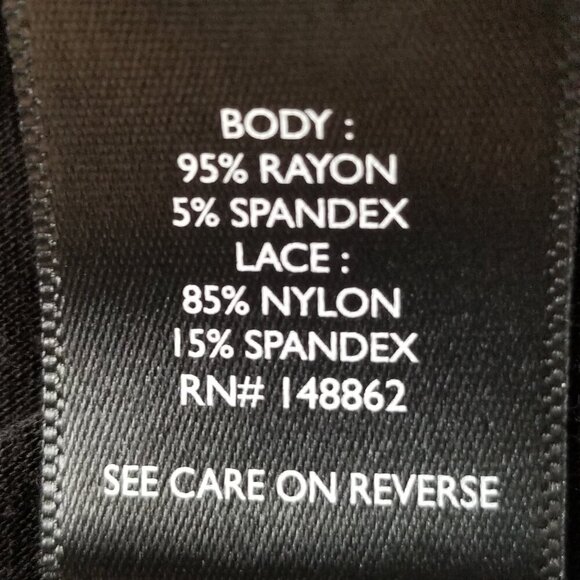 BODY :
95% RAYON
5% SPANDEX
LACE :
85% NYLON
15% SPANDEX
RN# 148862
SEE CARE ON REVERSE